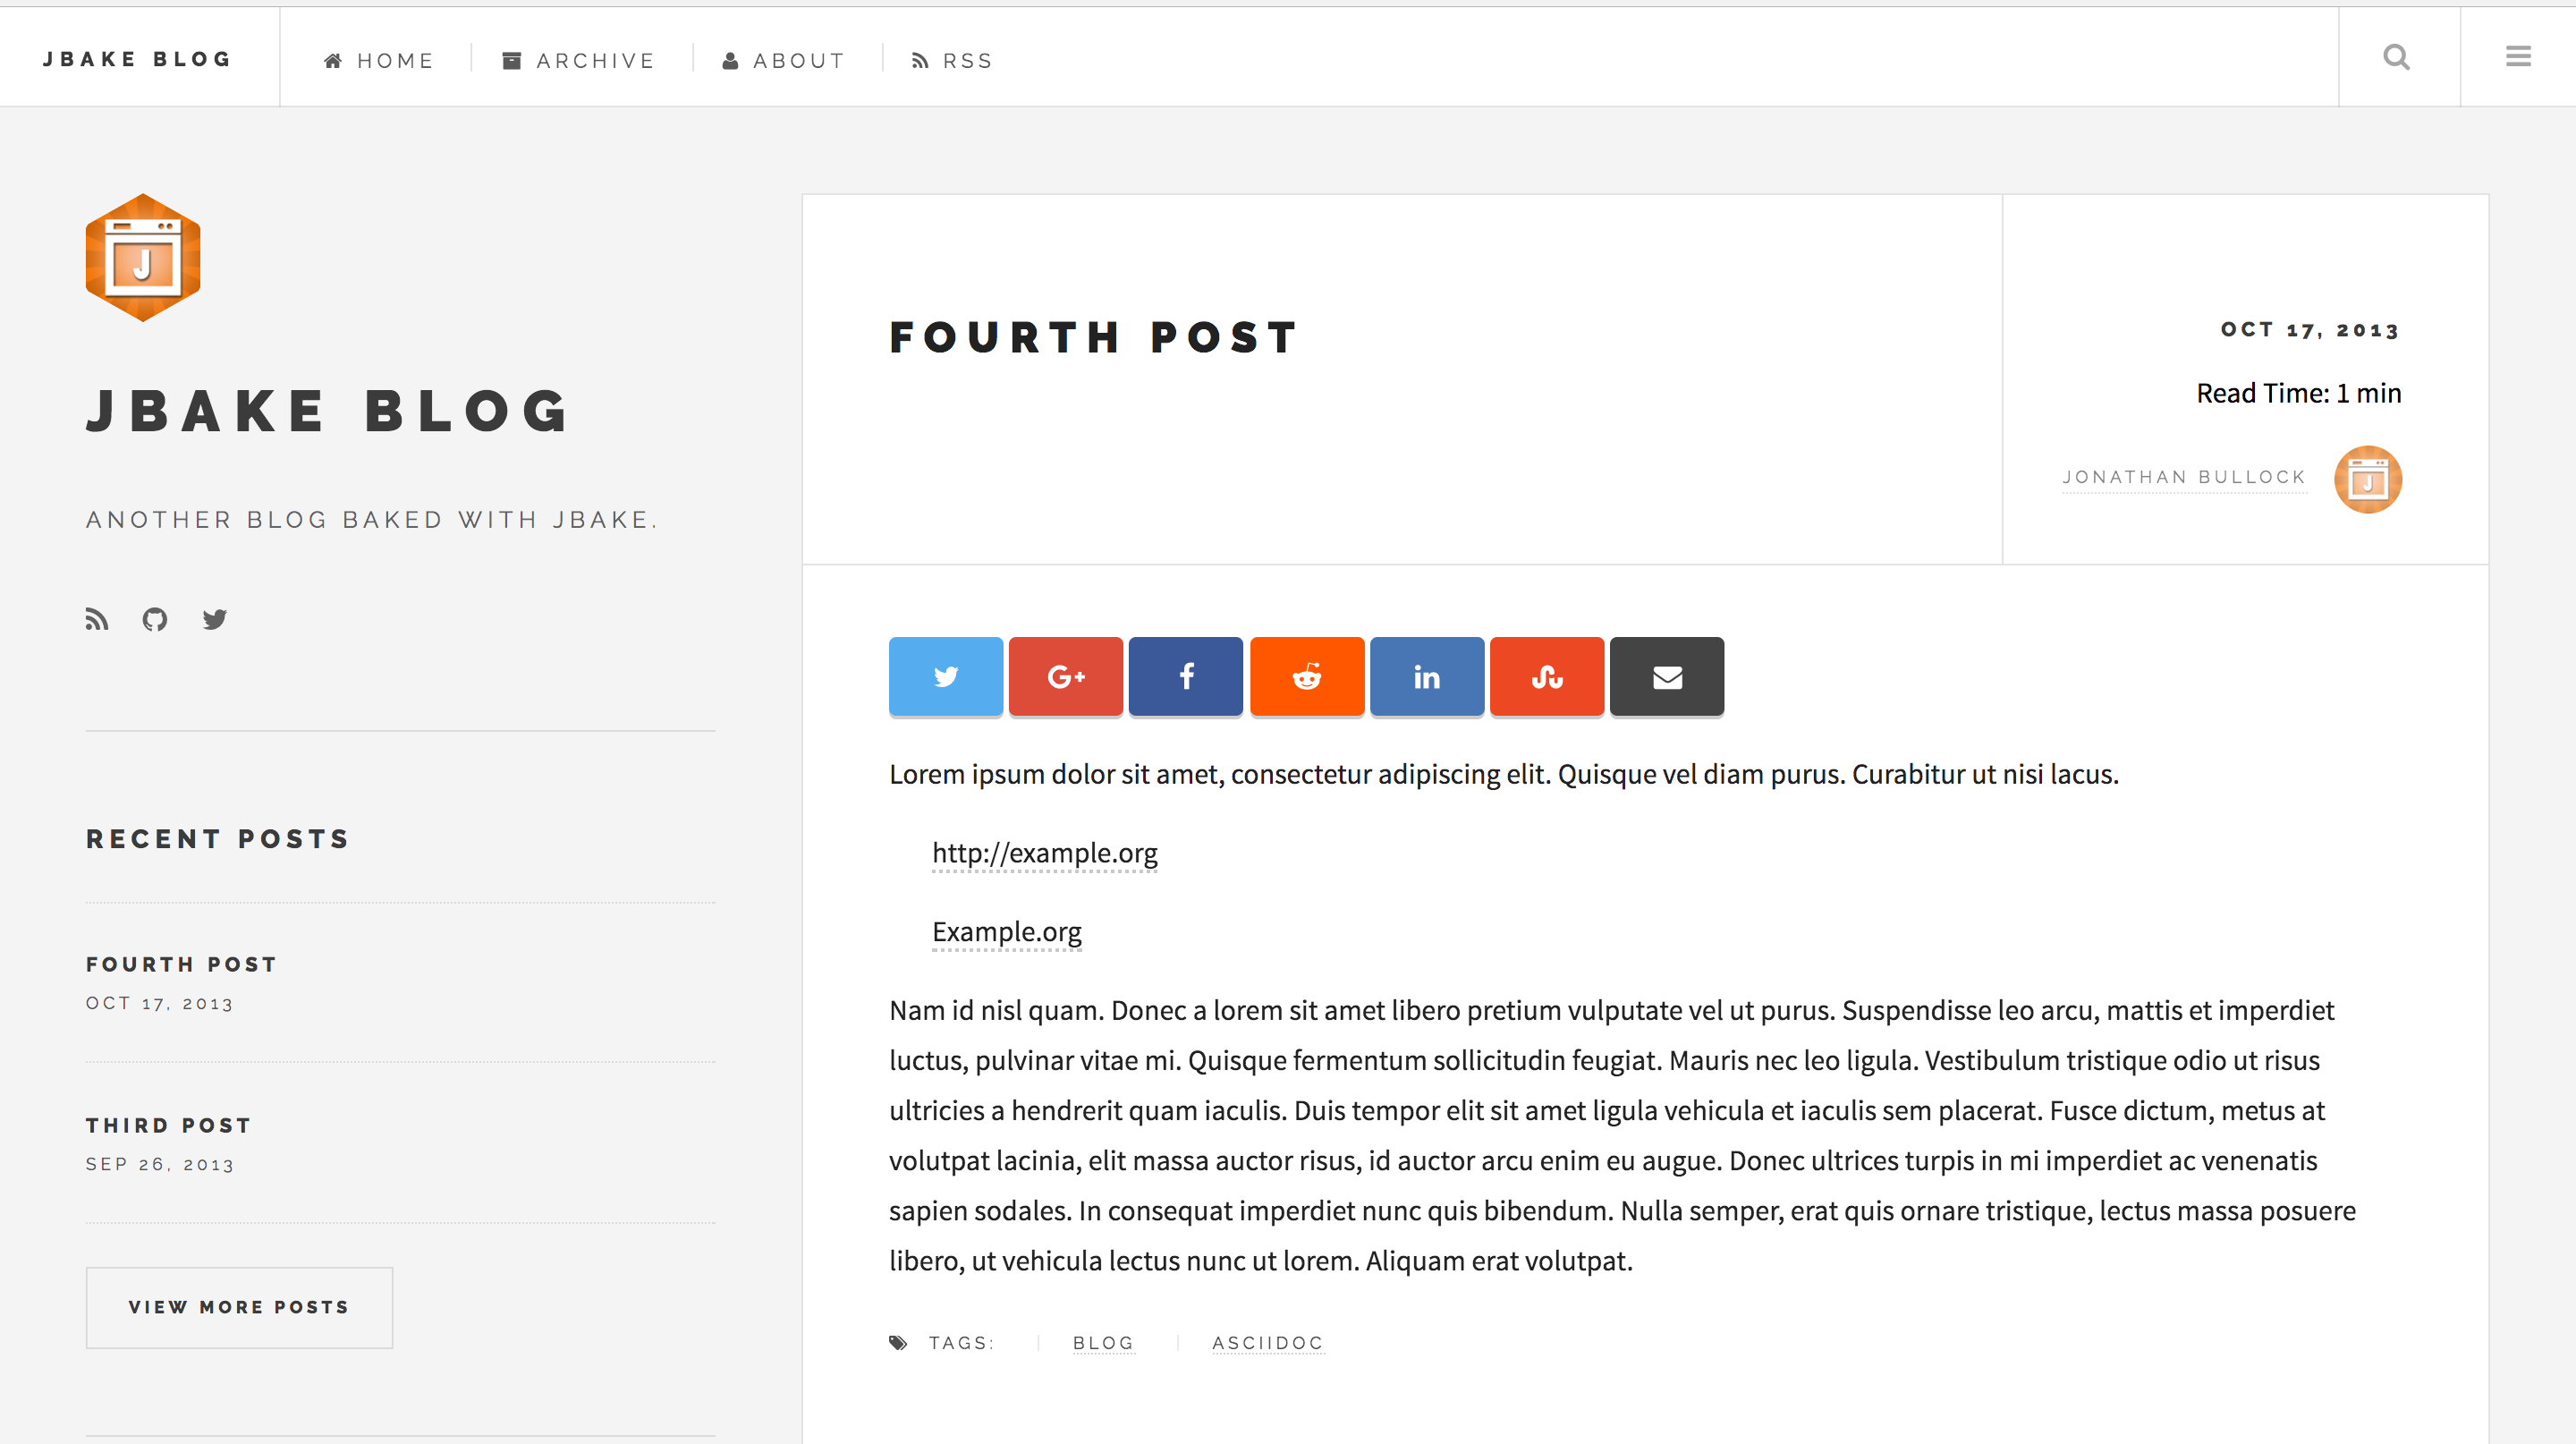 JBAKE BLOG
HOME
ARCHIVE
ABOUT
RSS
J
JBAKE BLOG
ANOTHER BLOG BAKED WITH JBAKE.
RECENT POSTS
FOURTH POST
OCT 17, 2013
THIRD POST
SEP 26, 2013
VIEW MORE POSTS
FOURTH POST
OCT 17, 2013
Read Time: 1 min
JONATHAN BULLOCK
J
G+
f
in
Lorem ipsum dolor sit amet, consectetur adipiscing elit. Quisque vel diam purus. Curabitur ut nisi lacus.
http://example.org
Example.org
Nam id nisl quam. Donec a lorem sit amet libero pretium vulputate vel ut purus. Suspendisse leo arcu, mattis et imperdiet
luctus, pulvinar vitae mi. Quisque fermentum sollicitudin feugiat. Mauris nec leo ligula. Vestibulum tristique odio ut risus
ultricies a hendrerit quam iaculis. Duis tempor elit sit amet ligula vehicula et iaculis sem placerat. Fusce dictum, metus at
volutpat lacinia, elit massa auctor risus, id auctor arcu enim eu augue. Donec ultrices turpis in mi imperdiet ac venenatis
sapien sodales. In consequat imperdiet nunc quis bibendum. Nulla semper, erat quis ornare tristique, lectus massa posuere
libero, ut vehicula lectus nunc ut lorem. Aliquam erat volutpat.
TAGS:
BLOG
ASCIIDOC